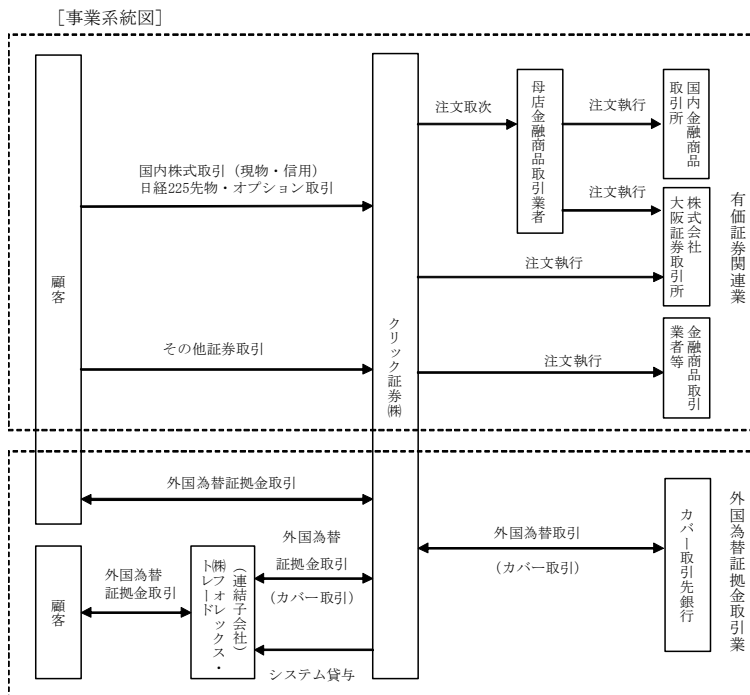 ［事業系統図］
顧客
国内株式取引（現物・信用）
日経225先物・オプション取引
その他証券取引
クリック証券㈱
注文取次
母店金融商品取引業者
注文執行
国内金融商品
取引所
注文執行
株式会社
大阪証券取引所
注文執行
注文執行
金融商品取引
業者等
有価証券関連業
外国為替証拠金取引
顧客
外国為替
証拠金取引
（連結子会社）
㈱フォレックス・
トレード
外国為替
証拠金取引
(カバー取引)
システム貸与
外国為替取引
(カバー取引)
カバー取引先銀行
外国為替証拠金取引業